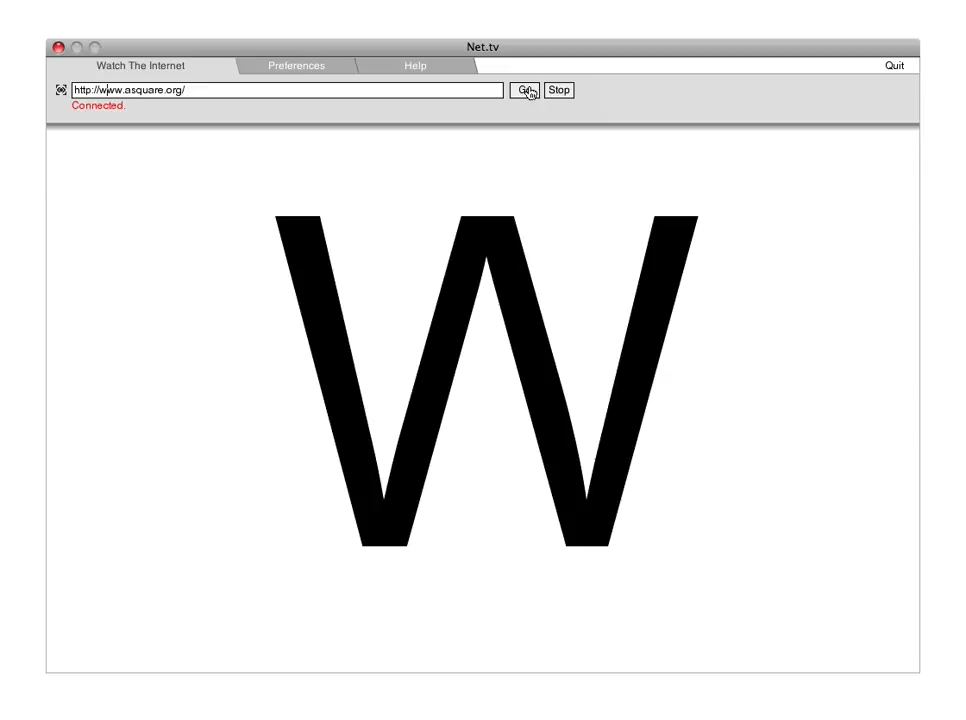 Net.tv
Watch The Internet Preferences Help Quit
http://www.asquare.org/ Go Stop
Connected.
W